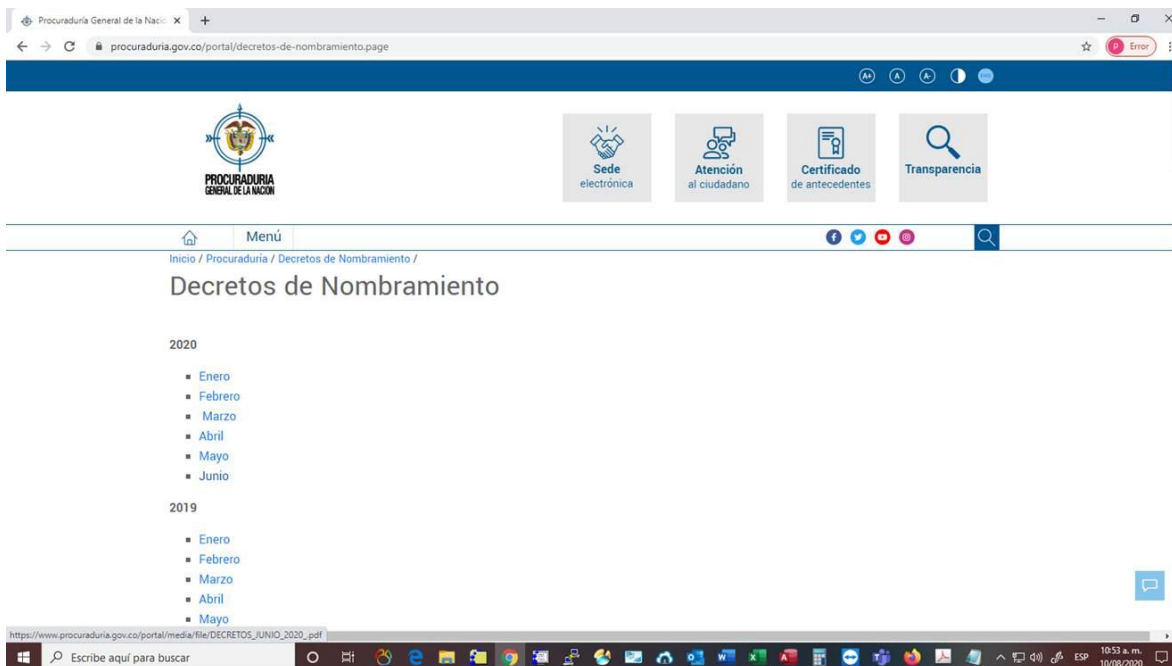 Procuraduría General de la Nació
procuraduria.gov.co/portal/decretos-de-nombramiento.page
P Error
A+ A A-
PROCURADURIA
GENERAL DE LA NACION
Sede
electrónica
Atención
al ciudadano
Certificado
de antecedentes
Transparencia
Menú
Inicio / Procuraduría / Decretos de Nombramiento /
Decretos de Nombramiento
2020
Enero
Febrero
Marzo
Abril
Mayo
Junio
2019
Enero
Febrero
Marzo
Abril
Mayo
https://www.procuraduria.gov.co/portal/media/file/DECRETOS_JUNIO_2020_.pdf
Escribe aquí para buscar
ESP
10:53 a. m.
10/08/2020